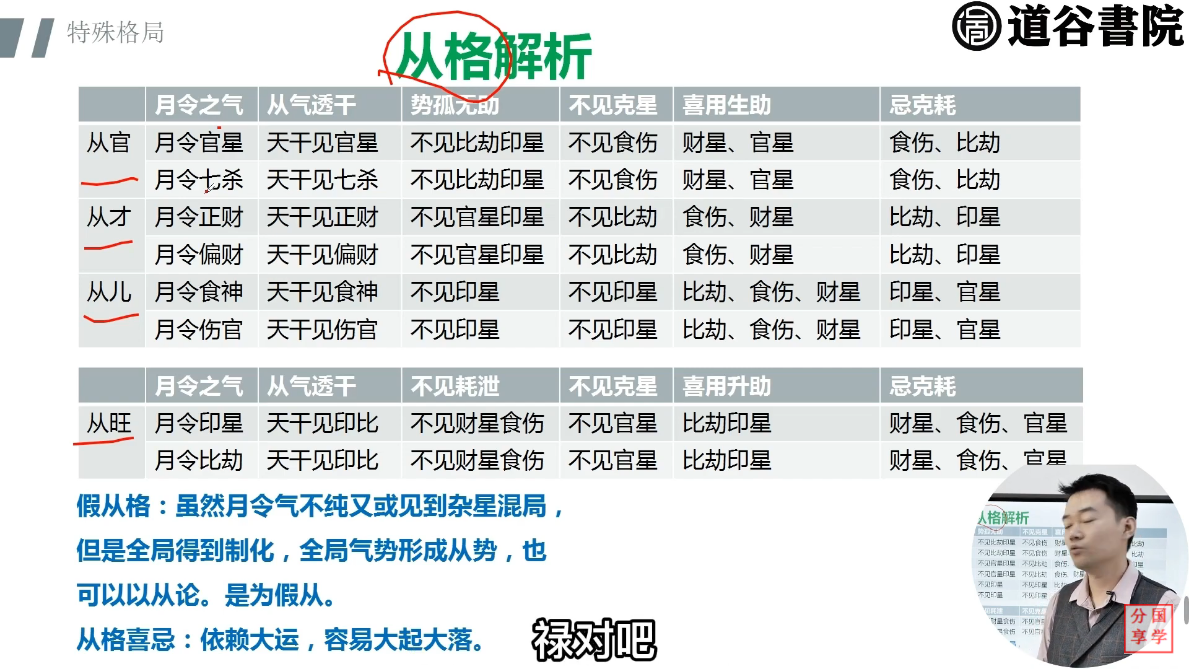 特殊格局
道谷書院
从格解析
月令之气 从气透干 势孤无助 不见克星 喜用生助 忌克耗
从官 月令官星 天干见官星 不见比劫印星 不见食伤 财星、官星 食伤、比劫
月令七杀 天干见七杀 不见比劫印星 不见食伤 财星、官星 食伤、比劫
从才 月令正财 天干见正财 不见官星印星 不见比劫 食伤、财星 比劫、印星
月令偏财 天干见偏财 不见官星印星 不见比劫 食伤、财星 比劫、印星
从儿 月令食神 天干见食神 不见印星 不见印星 比劫、食伤、财星 印星、官星
月令伤官 天干见伤官 不见印星 不见印星 比劫、食伤、财星 印星、官星
月令之气 从气透干 不见耗泄 不见克星 喜用升助 忌克耗
从旺 月令印星 天干见印比 不见财星食伤 不见官星 比劫印星 财星、食伤、官星
月令比劫 天干见印比 不见财星食伤 不见官星 比劫印星 财星、食伤、官星
假从格：虽然月令气不纯又或见到杂星混局，
但是全局得到制化，全局气势形成从势，也
可以以从论。是为假从。
从格喜忌：依赖大运，容易大起大落。
禄对吧
从格解析
分国
享学